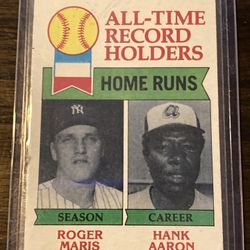 ALL-TIME
RECORD
HOLDERS
HOME RUNS
SEASON
CAREER
ROGER
MARIS
HANK
AARON